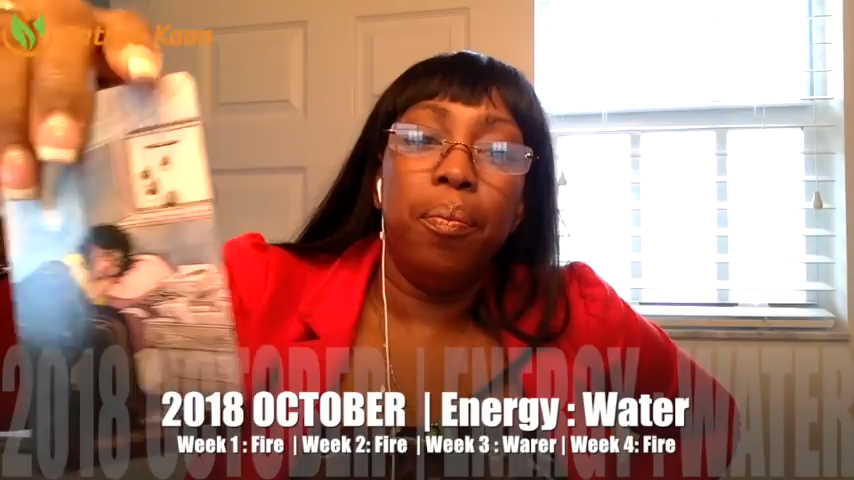 2018 OCTOBER | Energy : Water
Week 1 : Fire | Week 2: Fire | Week 3 : Warer | Week 4: Fire
2018 OCTOBER | ENERGY : WATER